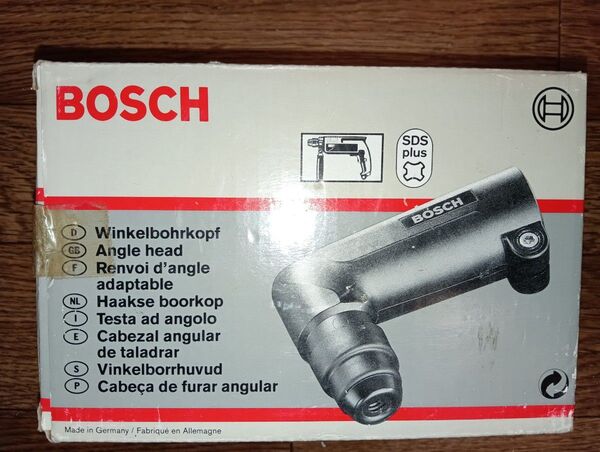 BOSCH
SDS
plus
BOSCH
D Winkelbohrkopf
GB Angle head
F Renvoi d'angle
adaptable
NL Haakse boorkop
I Testa ad angolo
E Cabezal angular
de taladrar
S Vinkelborrhuvud
P Cabeça de furar angular
Made in Germany / Fabriqué en Allemagne